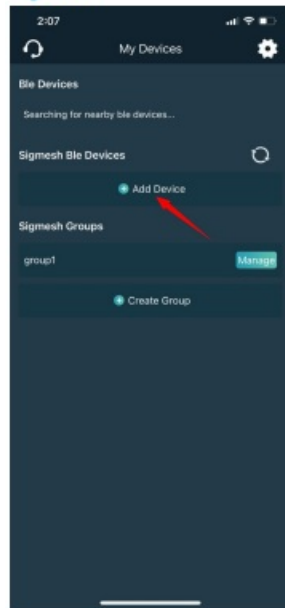 2:07
My Devices
Ble Devices
Searching for nearby ble devices...
Sigmesh Ble Devices
Add Device
Sigmesh Groups
group1
Manage
Create Group